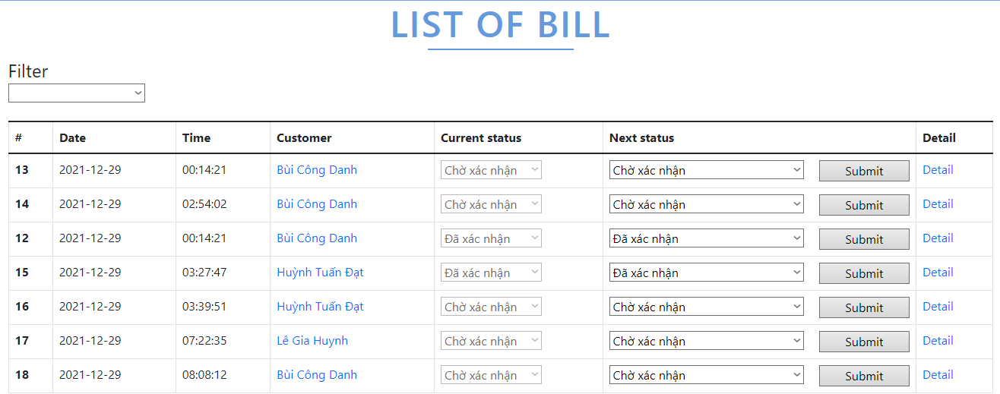 LIST OF BILL
Filter
# Date Time Customer Current status Next status Detail
13 2021-12-29 00:14:21 Bùi Công Danh Chờ xác nhận Chờ xác nhận Submit Detail
14 2021-12-29 02:54:02 Bùi Công Danh Chờ xác nhận Chờ xác nhận Submit Detail
12 2021-12-29 00:14:21 Bùi Công Danh Đã xác nhận Đã xác nhận Submit Detail
15 2021-12-29 03:27:47 Huỳnh Tuấn Đạt Đã xác nhận Đã xác nhận Submit Detail
16 2021-12-29 03:39:51 Huỳnh Tuấn Đạt Chờ xác nhận Chờ xác nhận Submit Detail
17 2021-12-29 07:22:35 Lê Gia Huynh Chờ xác nhận Chờ xác nhận Submit Detail
18 2021-12-29 08:08:12 Bùi Công Danh Chờ xác nhận Chờ xác nhận Submit Detail